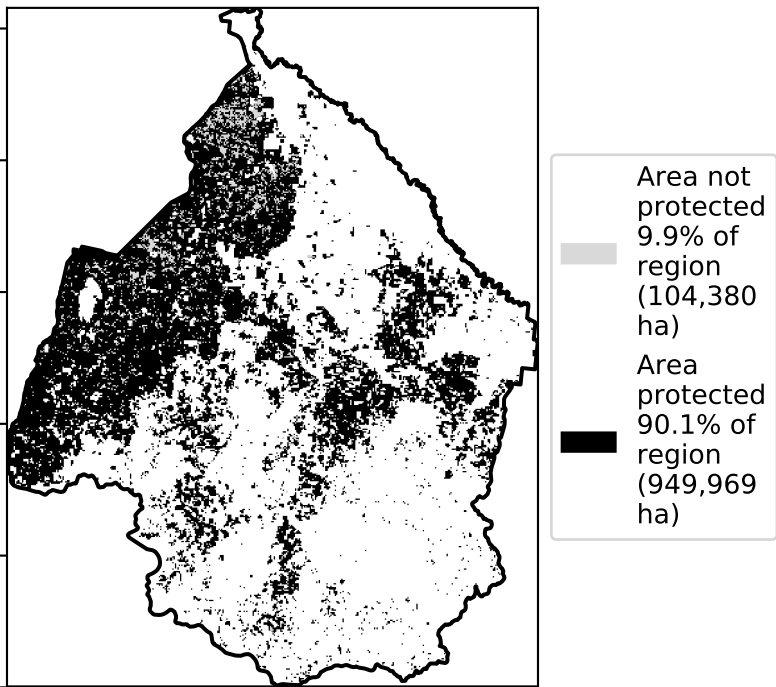 Area not
protected
9.9% of
region
(104,380
ha)
Area
protected
90.1% of
region
(949,969
ha)